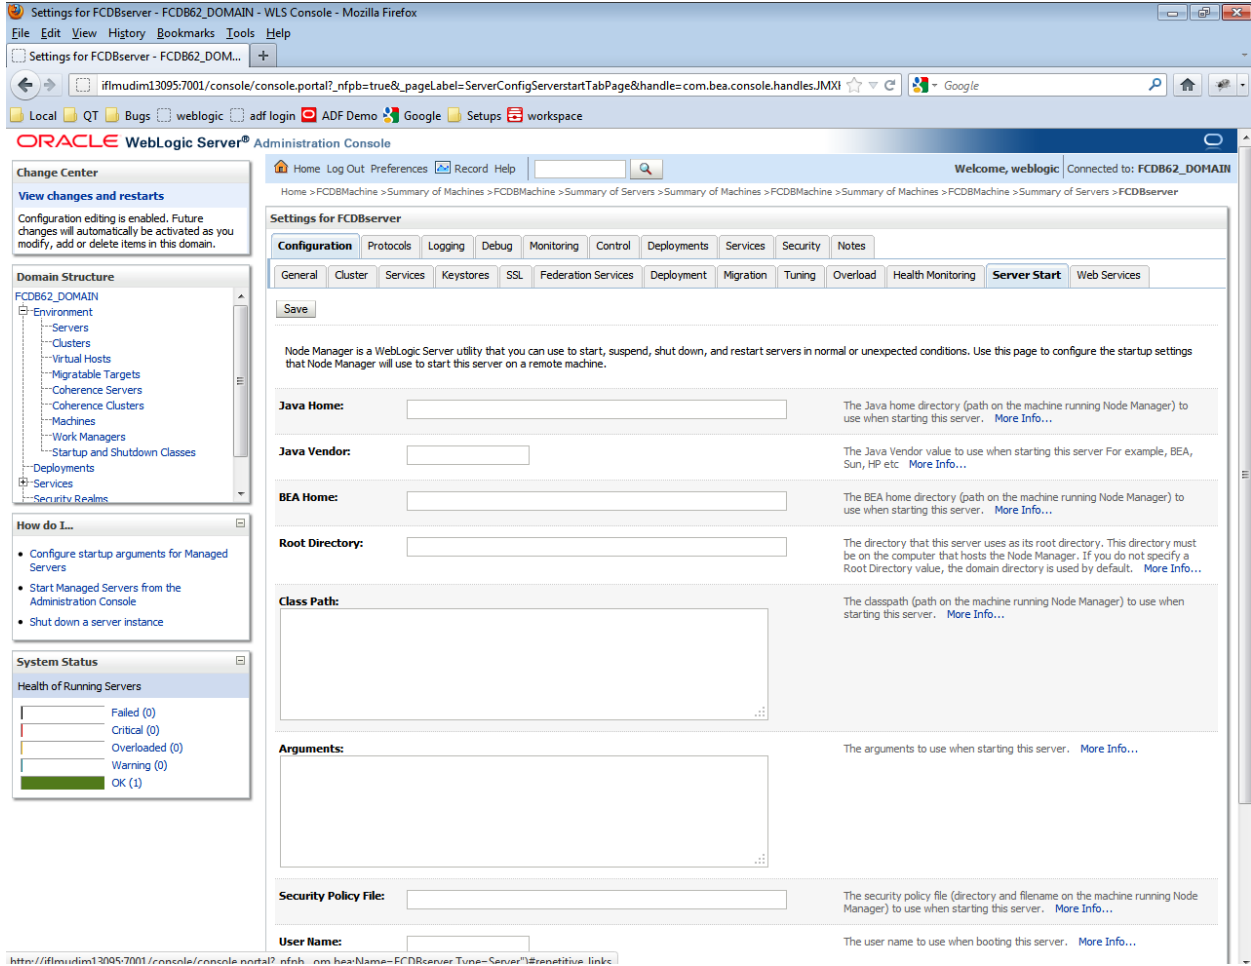 Settings for FCDBserver - FCDB62_DOMAIN - WLS Console - Mozilla Firefox
File Edit View History Bookmarks Tools Help
Settings for FCDBserver - FCDB62_DOM... +
iflmudim13095:7001/console/console.portal?_nfpb=true&_pageLabel=ServerConfigServerstartTabPage&handle=com.bea.console.handles.JMXI
Google
Local QT Bugs weblogic adf login ADF Demo Google Setups workspace
ORACLE WebLogic Server® Administration Console
Change Center
View changes and restarts
Configuration editing is enabled. Future
changes will automatically be activated as you
modify, add or delete items in this domain.
Domain Structure
FCDB62_DOMAIN
Environment
Servers
Clusters
Virtual Hosts
Migratable Targets
Coherence Servers
Coherence Clusters
Machines
Work Managers
Startup and Shutdown Classes
Deployments
Services
Security Realms
How do I...
Configure startup arguments for Managed
Servers
Start Managed Servers from the
Administration Console
Shut down a server instance
System Status
Health of Running Servers
Failed (0)
Critical (0)
Overloaded (0)
Warning (0)
OK (1)
Home Log Out Preferences Record Help
Welcome, weblogic Connected to: FCDB62_DOMAIN
Home >FCDBMachine >Summary of Machines >FCDBMachine >Summary of Servers >Summary of Machines >FCDBMachine >Summary of Machines >FCDBMachine >Summary of Servers >FCDBserver
Settings for FCDBserver
Configuration Protocols Logging Debug Monitoring Control Deployments Services Security Notes
General Cluster Services Keystores SSL Federation Services Deployment Migration Tuning Overload Health Monitoring Server Start Web Services
Save
Node Manager is a WebLogic Server utility that you can use to start, suspend, shut down, and restart servers in normal or unexpected conditions. Use this page to configure the startup settings
that Node Manager will use to start this server on a remote machine.
Java Home:
The Java home directory (path on the machine running Node Manager) to
use when starting this server. More Info...
Java Vendor:
The Java Vendor value to use when starting this server For example, BEA,
Sun, HP etc More Info...
BEA Home:
The BEA home directory (path on the machine running Node Manager) to
use when starting this server. More Info...
Root Directory:
The directory that this server uses as its root directory. This directory must
be on the computer that hosts the Node Manager. If you do not specify a
Root Directory value, the domain directory is used by default. More Info...
Class Path:
The classpath (path on the machine running Node Manager) to use when
starting this server. More Info...
Arguments:
The arguments to use when starting this server. More Info...
Security Policy File:
The security policy file (directory and filename on the machine running Node
Manager) to use when starting this server. More Info...
User Name:
The user name to use when booting this server. More Info...
http://iflmudim13095:7001/console/console.portal?_nfpb...om.bea:Name=FCDBserver,Type=Server")#repetitive_links